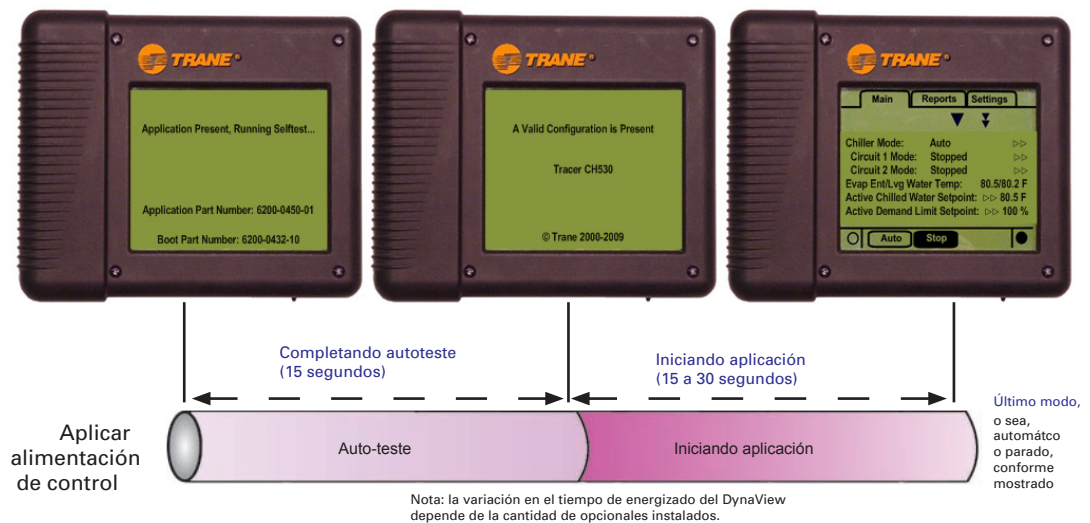 TRANE®
Application Present, Running Selftest...
Application Part Number: 6200-0450-01
Boot Part Number: 6200-0432-10
TRANE®
A Valid Configuration is Present
Tracer CH530
© Trane 2000-2009
TRANE®
Main Reports Settings
Chiller Mode: Auto
Circuit 1 Mode: Stopped
Circuit 2 Mode: Stopped
Evap Ent/Lvg Water Temp: 80.5/80.2 F
Active Chilled Water Setpoint: 80.5 F
Active Demand Limit Setpoint: 100 %
Auto Stop
Completando autoteste
(15 segundos)
Iniciando aplicación
(15 a 30 segundos)
Aplicar
alimentación
de control
Auto-teste
Iniciando aplicación
Último modo,
o sea,
automátco
o parado,
conforme
mostrado
Nota: la variación en el tiempo de energizado del DynaView
depende de la cantidad de opcionales instalados.